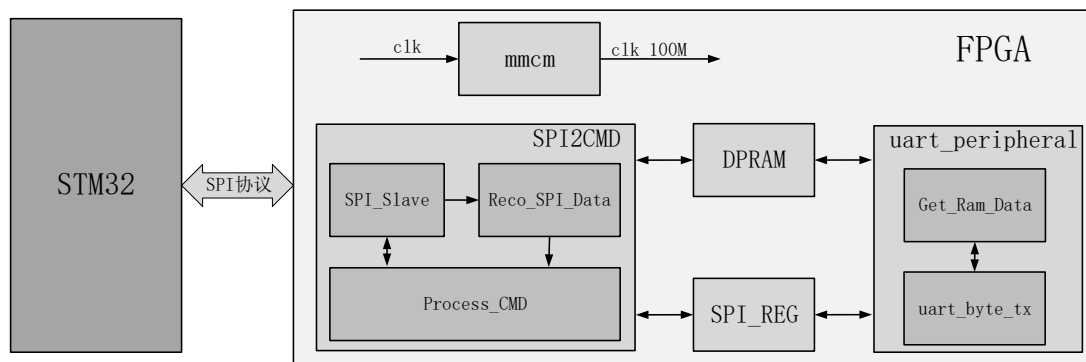 STM32
SPI协议
FPGA
clk
mmcm
clk_100M
SPI2CMD
SPI_Slave
Reco_SPI_Data
Process_CMD
DPRAM
SPI_REG
uart_peripheral
Get_Ram_Data
uart_byte_tx